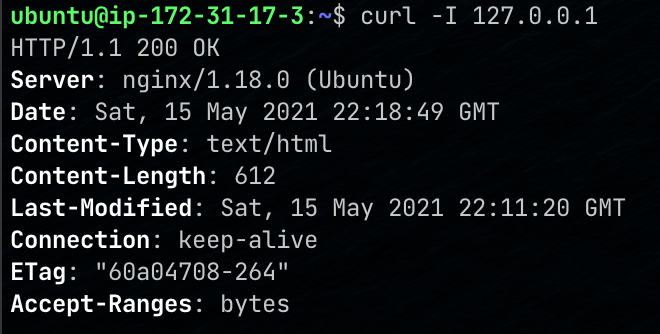 ubuntu@ip-172-31-17-3:~$ curl -I 127.0.0.1
HTTP/1.1 200 OK
Server: nginx/1.18.0 (Ubuntu)
Date: Sat, 15 May 2021 22:18:49 GMT
Content-Type: text/html
Content-Length: 612
Last-Modified: Sat, 15 May 2021 22:11:20 GMT
Connection: keep-alive
ETag: "60a04708-264"
Accept-Ranges: bytes